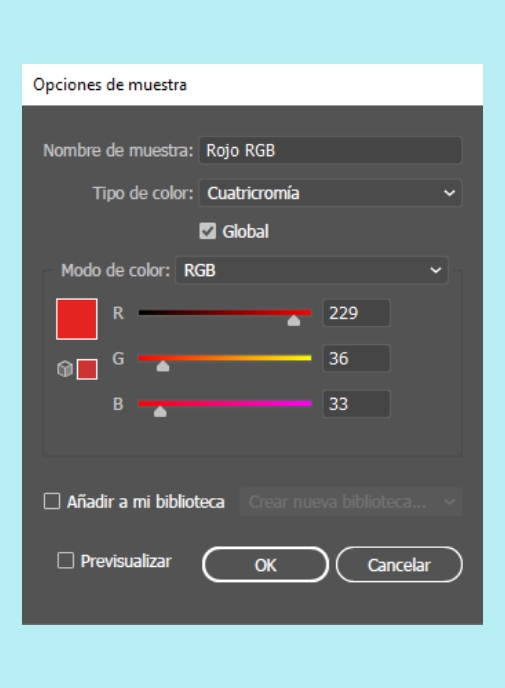 Opciones de muestra
Nombre de muestra: Rojo RGB
Tipo de color: Cuatricromía
Global
Modo de color: RGB
R 229
G 36
B 33
Añadir a mi biblioteca Crear nueva biblioteca...
Previsualizar OK Cancelar